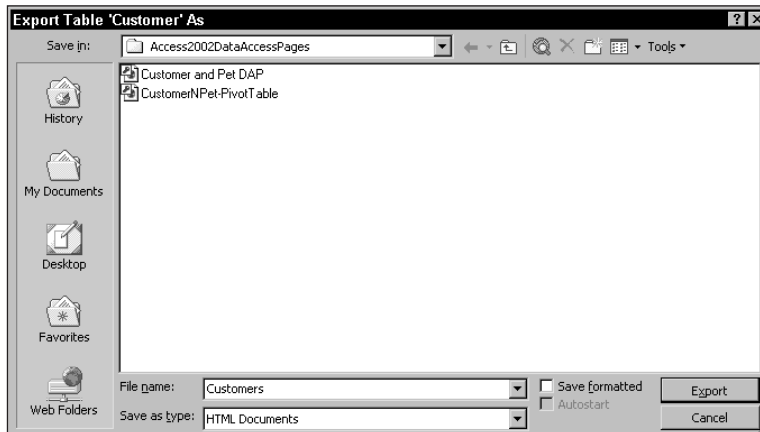 Export Table 'Customer' As
Save in:
Access2002DataAccessPages
Tools
Customer and Pet DAP
CustomerNPet-PivotTable
History
My Documents
Desktop
Favorites
Web Folders
File name:
Customers
Save formatted
Export
Autostart
Save as type:
HTML Documents
Cancel